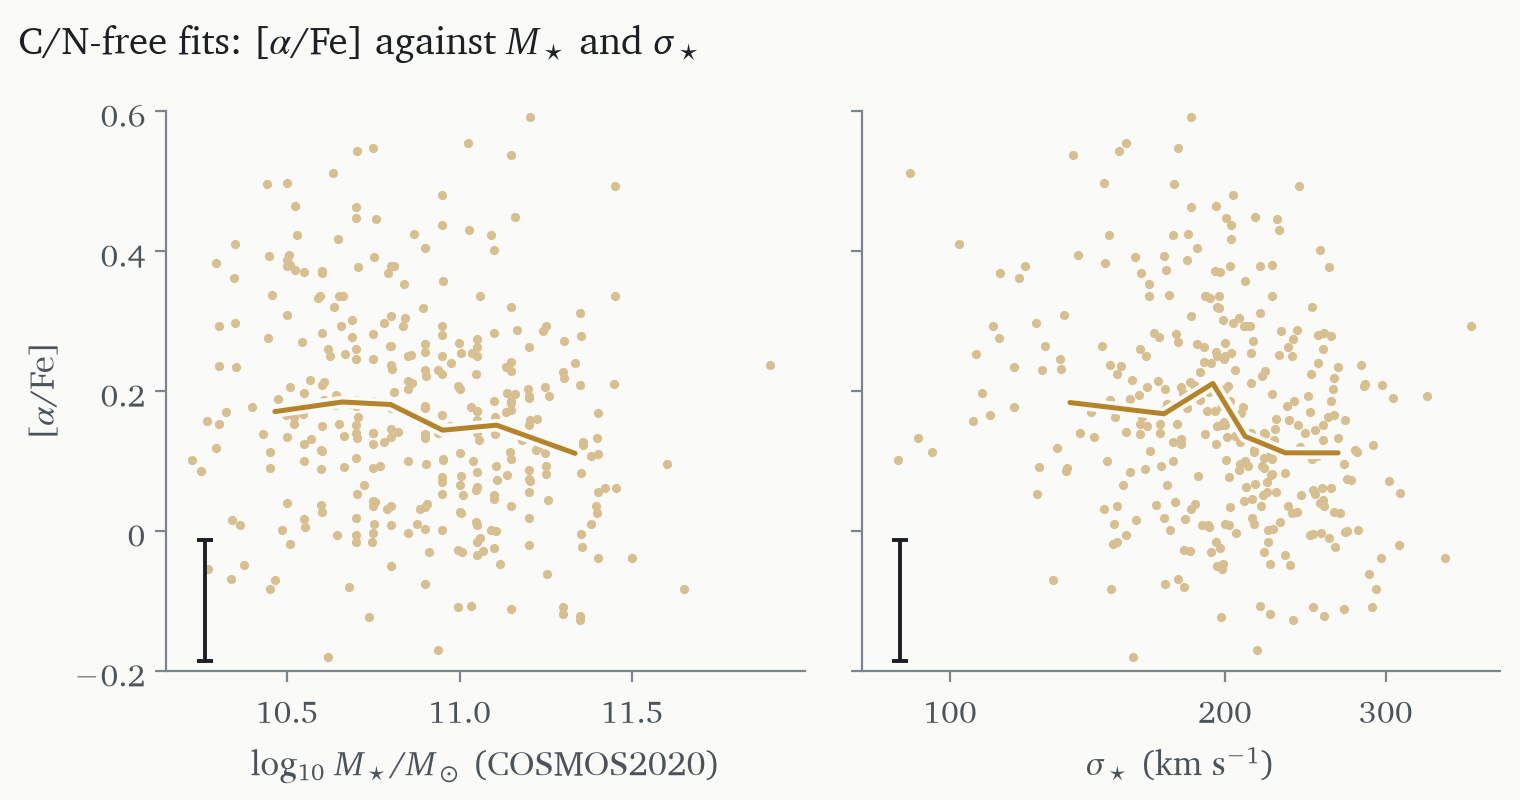 C/N-free fits: [α/Fe] against M⋆ and σ⋆
0.6
0.4
0.2
0
−0.2
[α/Fe]
10.5 11.0 11.5
log₁₀ M⋆/M⊙ (COSMOS2020)
100 200 300
σ⋆ (km s⁻¹)